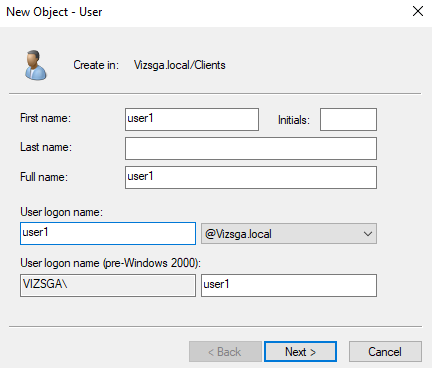 New Object - User
Create in: Vizsga.local/Clients
First name: user1 Initials:
Last name:
Full name: user1
User logon name:
user1 @Vizsga.local
User logon name (pre-Windows 2000):
VIZSGA\ user1
< Back Next > Cancel